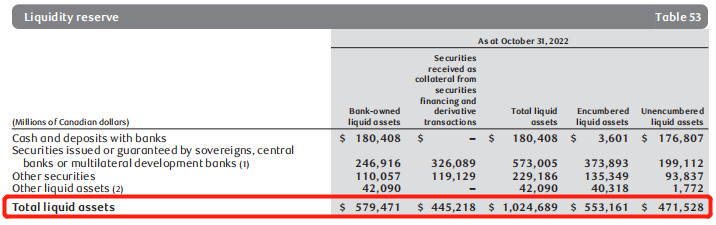 Liquidity reserve Table 53
As at October 31, 2022
Securities
received as
collateral from
securities
financing and
Bank-owned derivative Total liquid Encumbered Unencumbered
(Millions of Canadian dollars) liquid assets transactions assets liquid assets liquid assets
Cash and deposits with banks $ 180,408 $ – $ 180,408 $ 3,601 $ 176,807
Securities issued or guaranteed by sovereigns, central
banks or multilateral development banks (1) 246,916 326,089 573,005 373,893 199,112
Other securities 110,057 119,129 229,186 135,349 93,837
Other liquid assets (2) 42,090 – 42,090 40,318 1,772
Total liquid assets $ 579,471 $ 445,218 $ 1,024,689 $ 553,161 $ 471,528